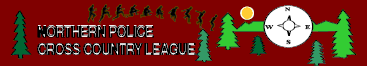 NORTHERN POLICE
CROSS COUNTRY LEAGUE
N
W E
S